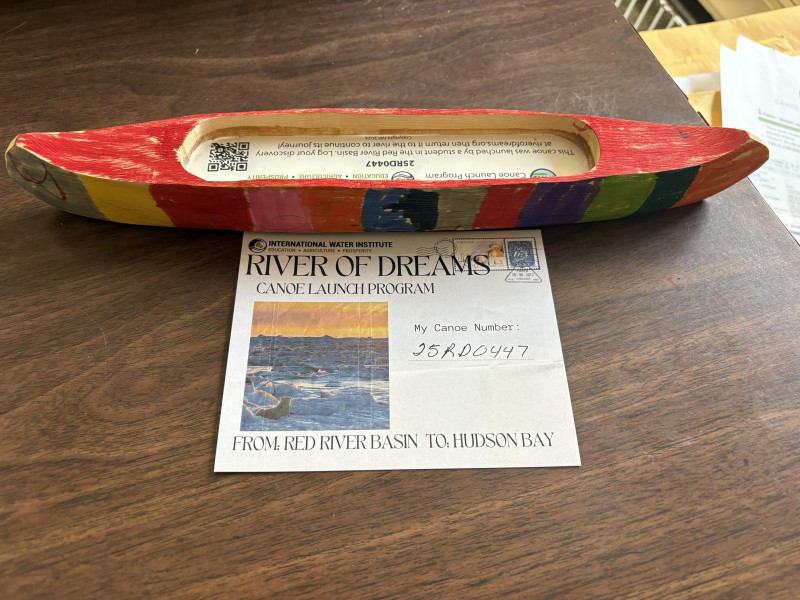 This canoe was launched by a student in the Red River Basin. Log your discovery
at riverofdreams.org then return it to the river to continue its journey!
25RD0447
Canoe Launch Program
EDUCATION • AGRICULTURE • PROSPERITY
INTERNATIONAL WATER INSTITUTE
EDUCATION • AGRICULTURE • PROSPERITY
RIVER OF DREAMS
CANOE LAUNCH PROGRAM
My Canoe Number:
25RD0447
FROM: RED RIVER BASIN TO: HUDSON BAY